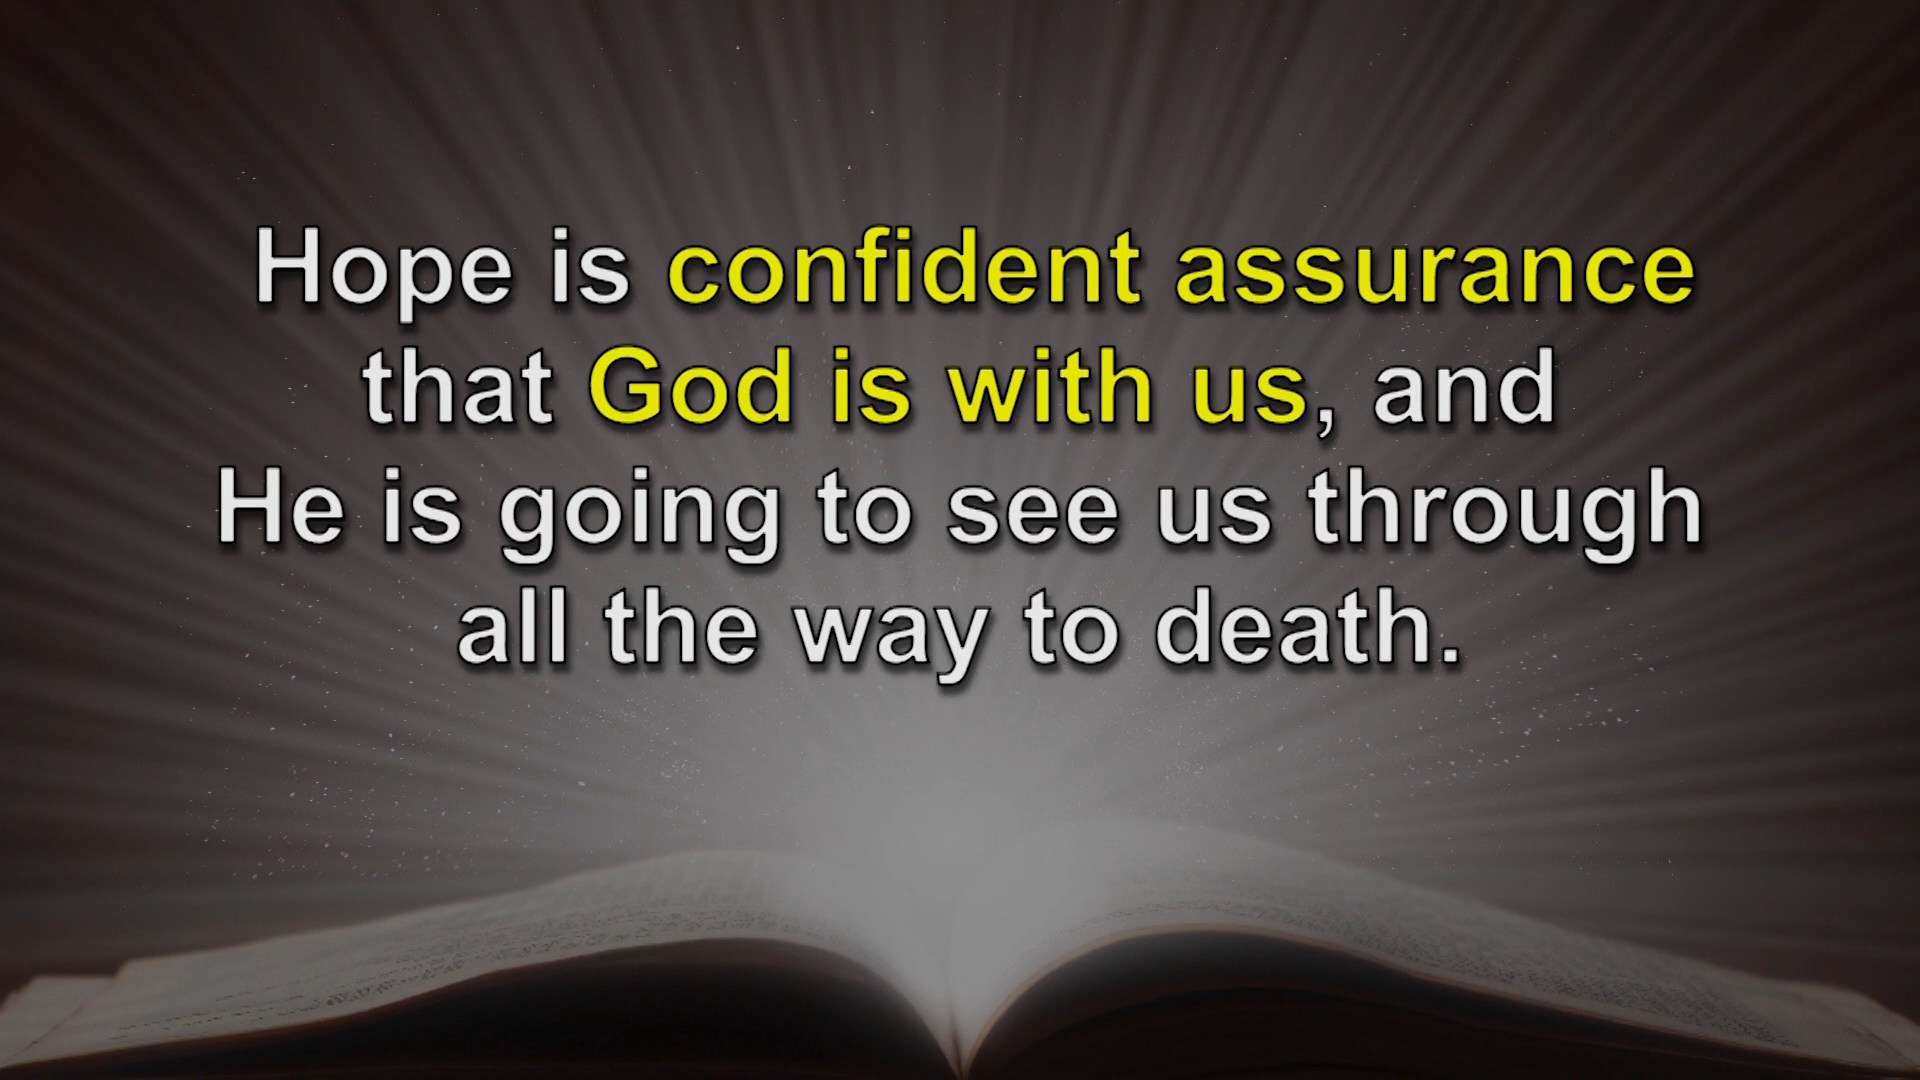 Hope is confident assurance
that God is with us, and
He is going to see us through
all the way to death.